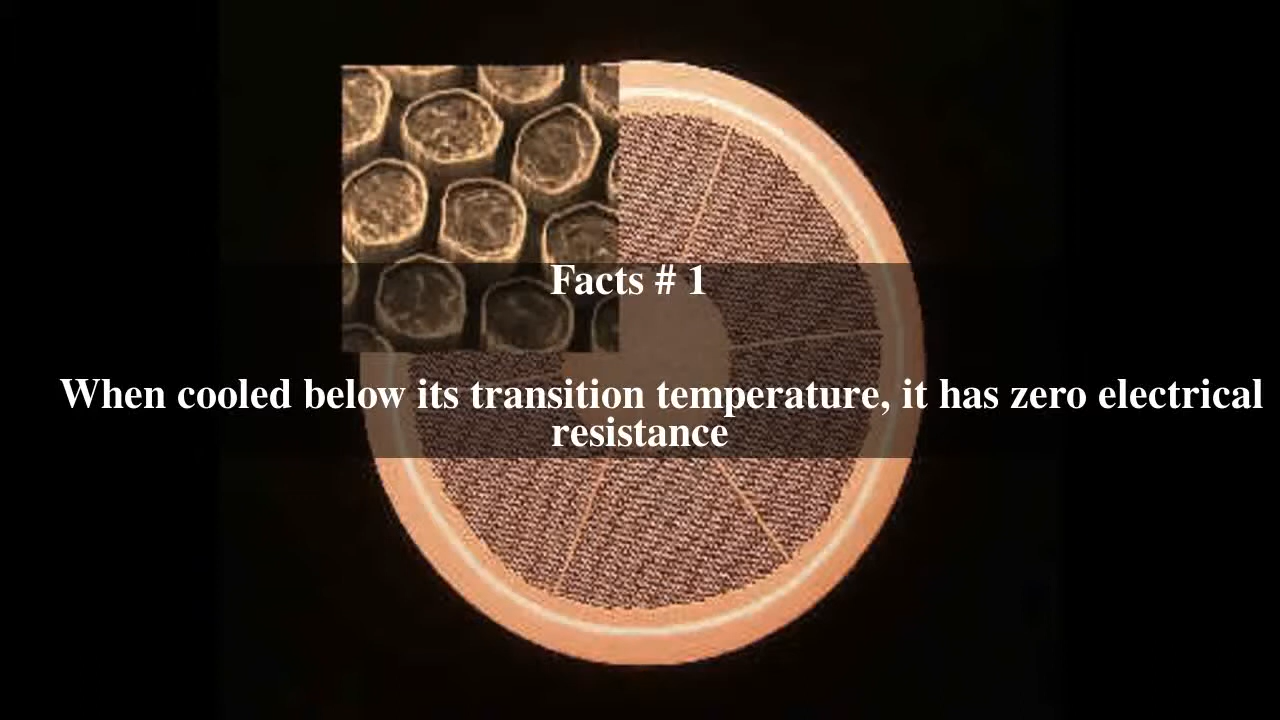 Facts # 1
When cooled below its transition temperature, it has zero electrical
resistance